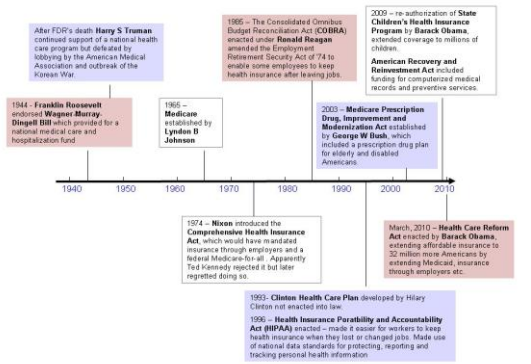 After FDR's death Harry S Truman
continued support of a national health
care program but defeated by
lobbying by the American Medical
Association and outbreak of the
Korean War.
1944 - Franklin Roosevelt
endorsed Wagner-Murray-
Dingell Bill which provided for a
national medical care and
hospitalization fund
1965 –
Medicare
established by
Lyndon B
Johnson
1985 – The Consolidated Omnibus
Budget Reconciliation Act (COBRA)
enacted under Ronald Reagan
amended the Employment
Retirement Security Act of '74 to
enable some employees to keep
health insurance after leaving jobs.
2003 – Medicare Prescription
Drug, Improvement and
Modernization Act established
by George W Bush, which
included a prescription drug plan
for elderly and disabled
Americans.
2009 – re-authorization of State
Children's Health Insurance
Program by Barack Obama,
extended coverage to millions of
children.
American Recovery and
Reinvestment Act included
funding for computerized medical
records and preventive services.
1940 1950 1960 1970 1980 1990 2000 2010
1974 – Nixon introduced the
Comprehensive Health Insurance
Act, which would have mandated
insurance through employers and
a federal Medicare-for-all . Apparently
Ted Kennedy rejected it but later
regretted doing so.
March, 2010 – Health Care Reform
Act enacted by Barack Obama,
extending affordable insurance to
32 million more Americans by
extending Medicaid, insurance
through employers etc.
1993- Clinton Health Care Plan developed by Hilary
Clinton not enacted into law.
1996 – Health Insurance Poratbility and Accountability
Act (HIPAA) enacted – made it easier for workers to keep
health insurance when they lost or changed jobs. Made use
of national data standards for protecting, reporting and
tracking personal health information